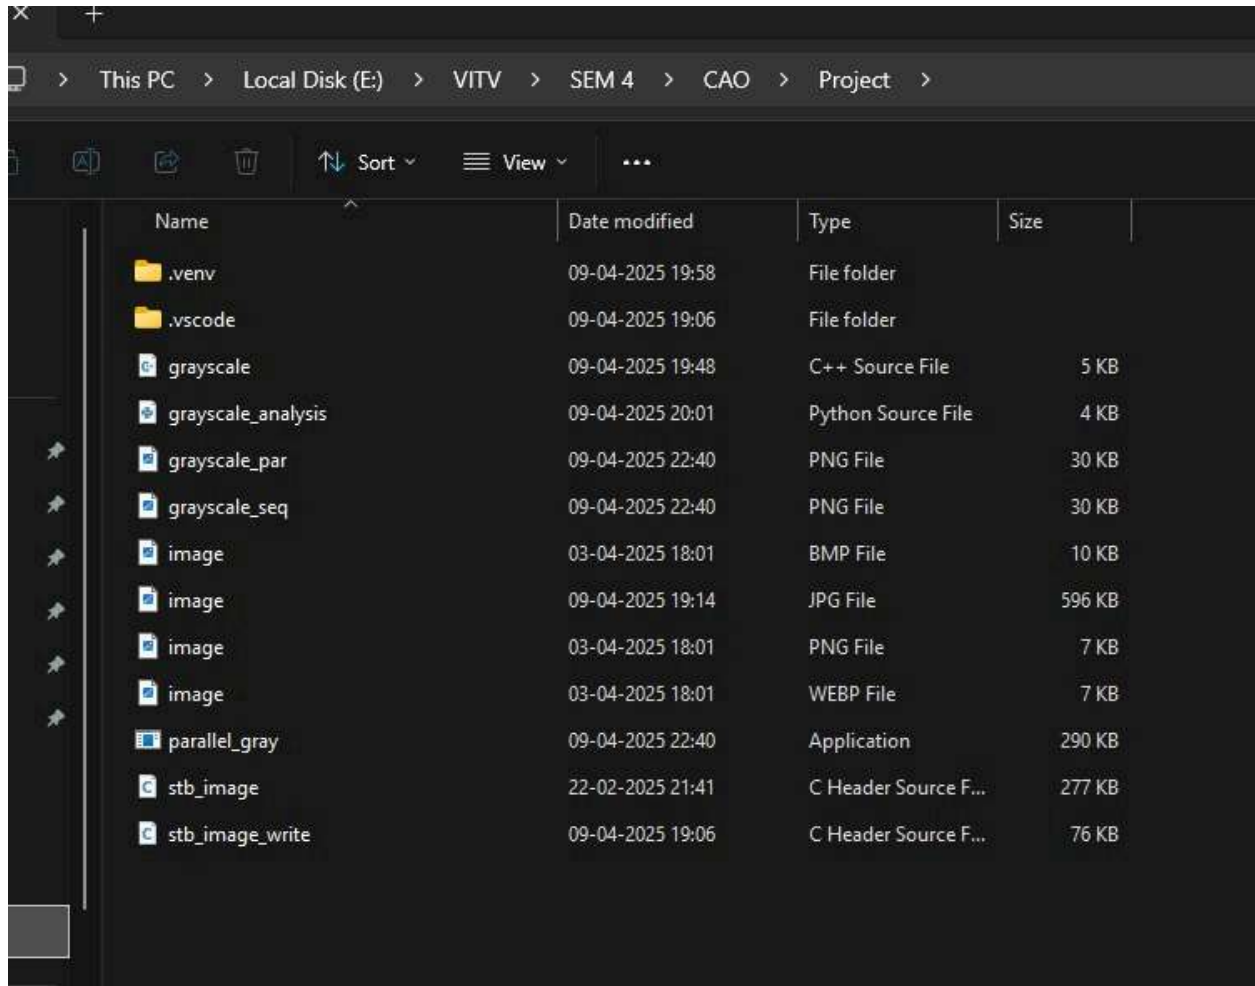 This PC > Local Disk (E:) > VITV > SEM 4 > CAO > Project >
Sort View •••
Name Date modified Type Size
.venv 09-04-2025 19:58 File folder
.vscode 09-04-2025 19:06 File folder
grayscale 09-04-2025 19:48 C++ Source File 5 KB
grayscale_analysis 09-04-2025 20:01 Python Source File 4 KB
grayscale_par 09-04-2025 22:40 PNG File 30 KB
grayscale_seq 09-04-2025 22:40 PNG File 30 KB
image 03-04-2025 18:01 BMP File 10 KB
image 09-04-2025 19:14 JPG File 596 KB
image 03-04-2025 18:01 PNG File 7 KB
image 03-04-2025 18:01 WEBP File 7 KB
parallel_gray 09-04-2025 22:40 Application 290 KB
stb_image 22-02-2025 21:41 C Header Source F... 277 KB
stb_image_write 09-04-2025 19:06 C Header Source F... 76 KB